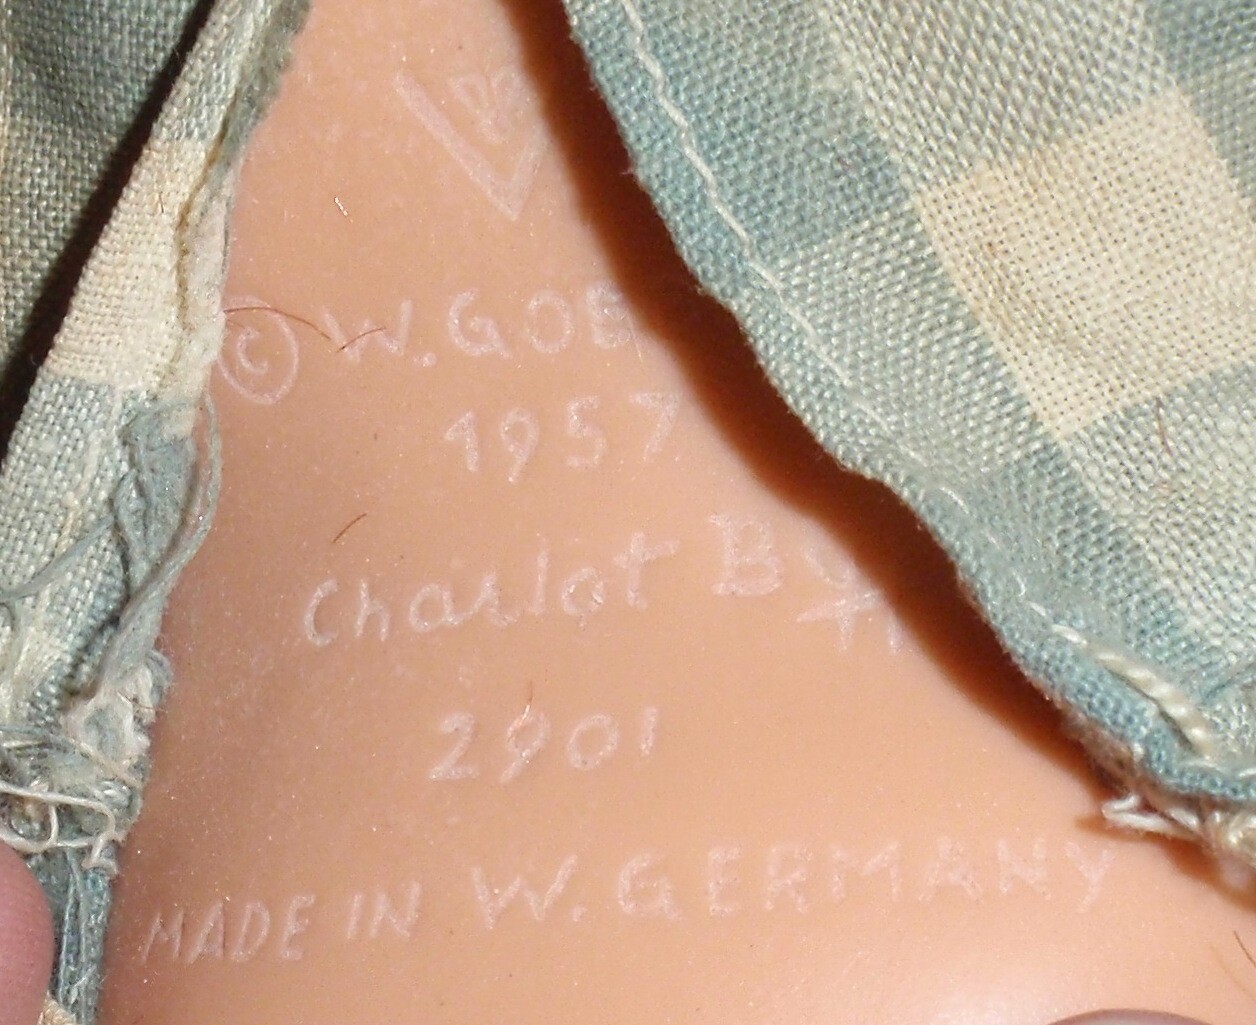 © W. GOE
1957
Charlot B
2901
MADE IN W. GERMANY